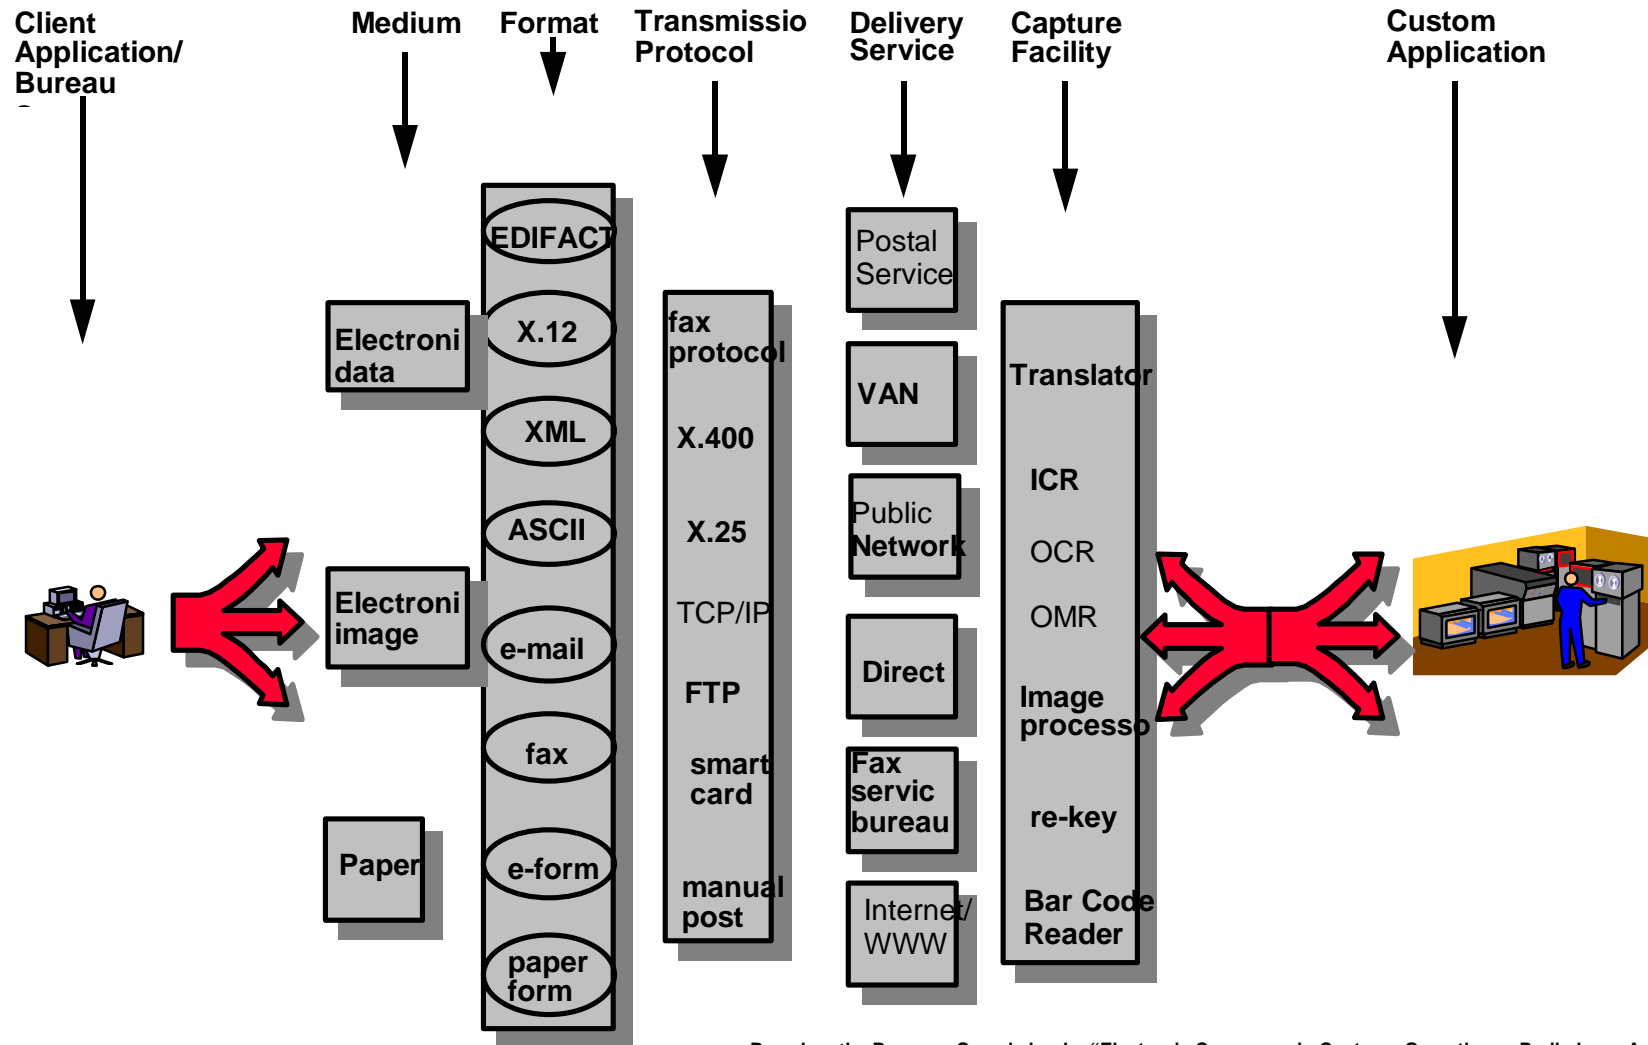 Client
Application/
Bureau
Medium
Format
Transmissio
Protocol
Delivery
Service
Capture
Facility
Custom
Application
Electroni
data
Electroni
image
Paper
EDIFACT
X.12
XML
ASCII
e-mail
fax
e-form
paper
form
fax
protocol
X.400
X.25
TCP/IP
FTP
smart
card
manual
post
Postal
Service
VAN
Public
Network
Direct
Fax
servic
bureau
Internet/
WWW
Translator
ICR
OCR
OMR
Image
processo
re-key
Bar Code
Reader